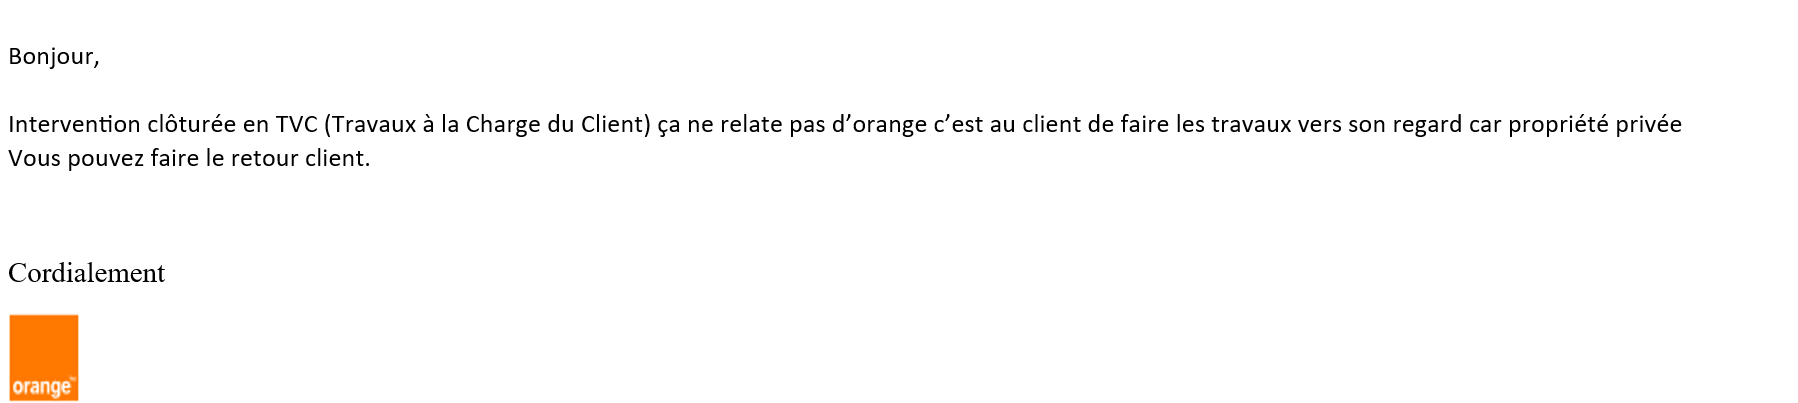 Bonjour,
Intervention clôturée en TVC (Travaux à la Charge du Client) ça ne relate pas d’orange c’est au client de faire les travaux vers son regard car propriété privée
Vous pouvez faire le retour client.
Cordialement
orange™